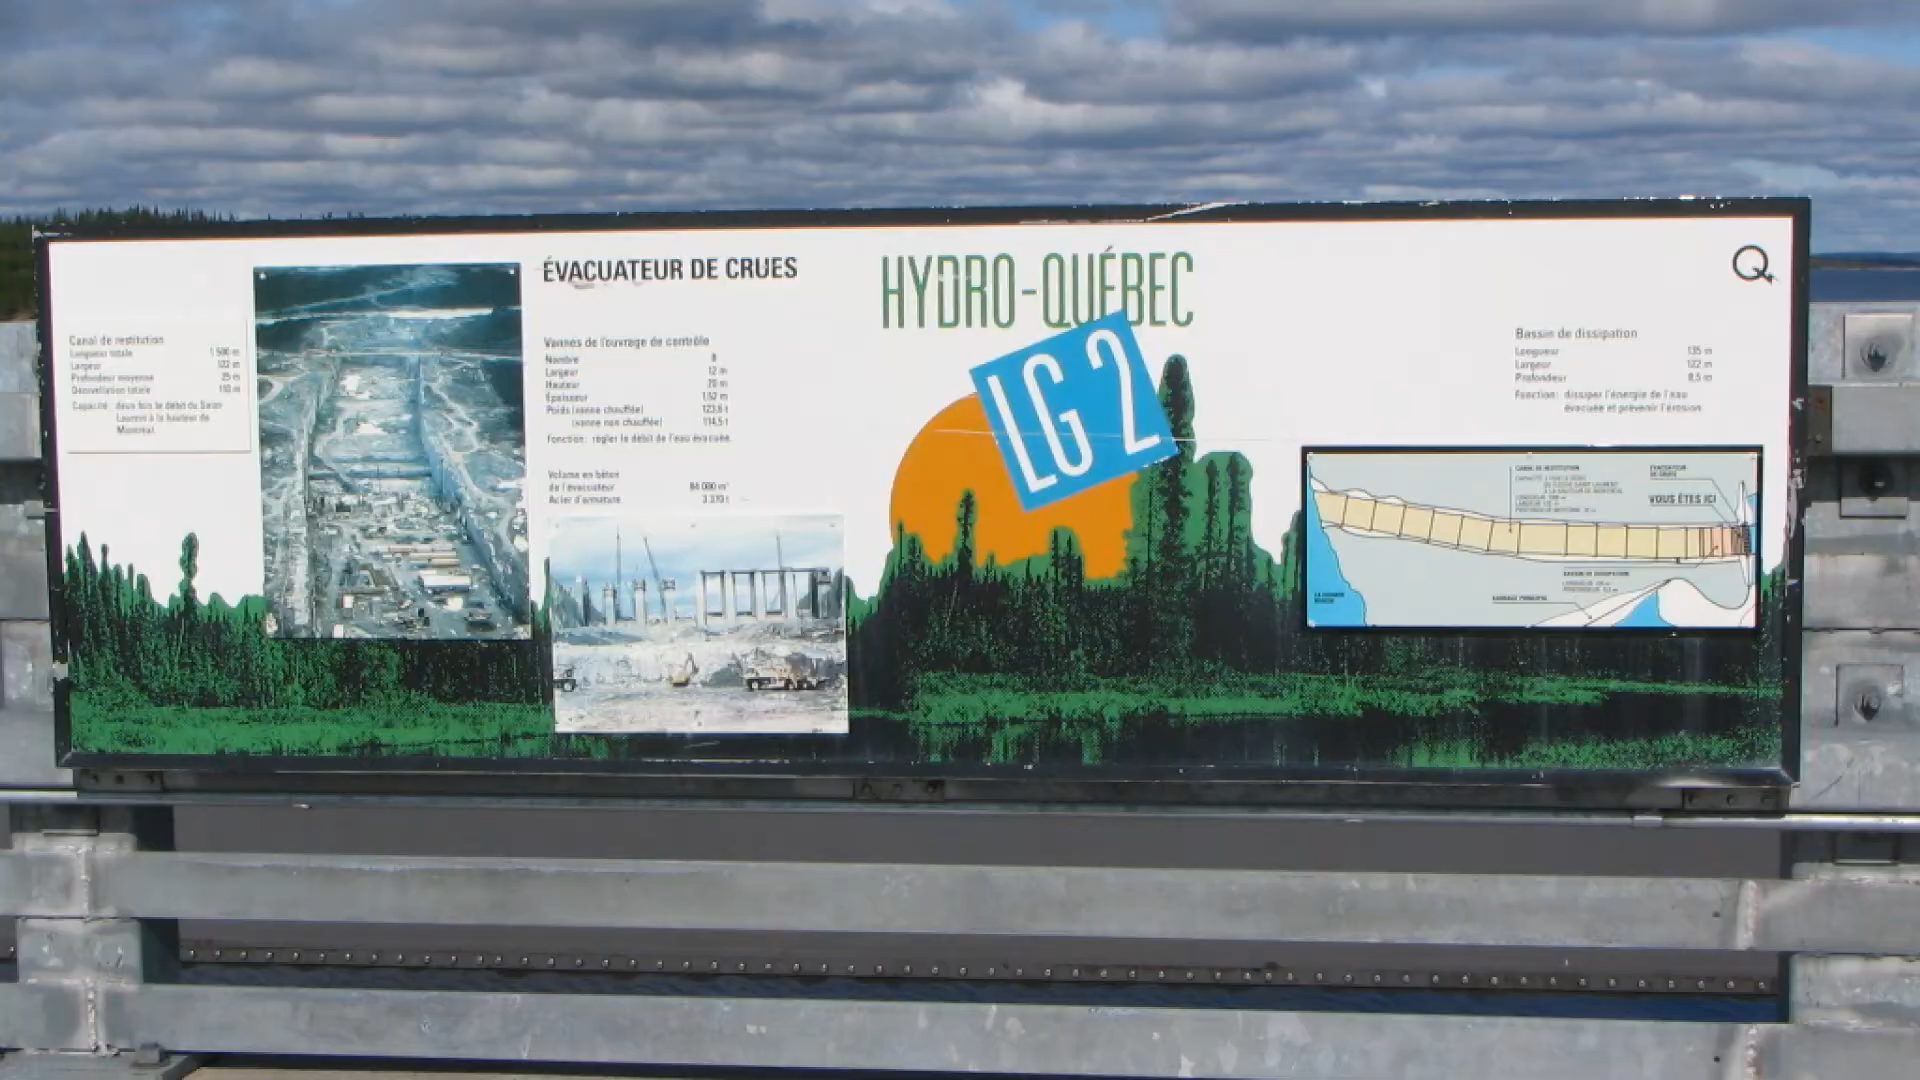 Canal de restitution
Longueur totale 1 500 m
Largeur 122 m
Profondeur moyenne 25 m
Dénivellation totale 110 m
Capacité: deux fois le débit du Saint-
Laurent à la hauteur de
Montréal.
ÉVACUATEUR DE CRUES
Vannes de l'ouvrage de contrôle
Nombre 8
Largeur 12 m
Hauteur 20 m
Épaisseur 1,52 m
Poids (vanne chauffée) 123,6 t
(vanne non chauffée) 114,5 t
Fonction: régler le débit de l'eau évacuée.
Volume en béton
de l'évacuateur 84 000 m³
Acier d'armature 3 370 t
HYDRO-QUÉBEC
LG 2
Q
Bassin de dissipation
Longueur 135 m
Largeur 122 m
Profondeur 8,5 m
Fonction: dissiper l'énergie de l'eau
évacuée et prévenir l'érosion.
CANAL DE RESTITUTION
ÉVACUATEUR
DE CRUES
VOUS ÊTES ICI
BASSIN DE DISSIPATION
BARRAGE PRINCIPAL
LA GRANDE
RIVIÈRE